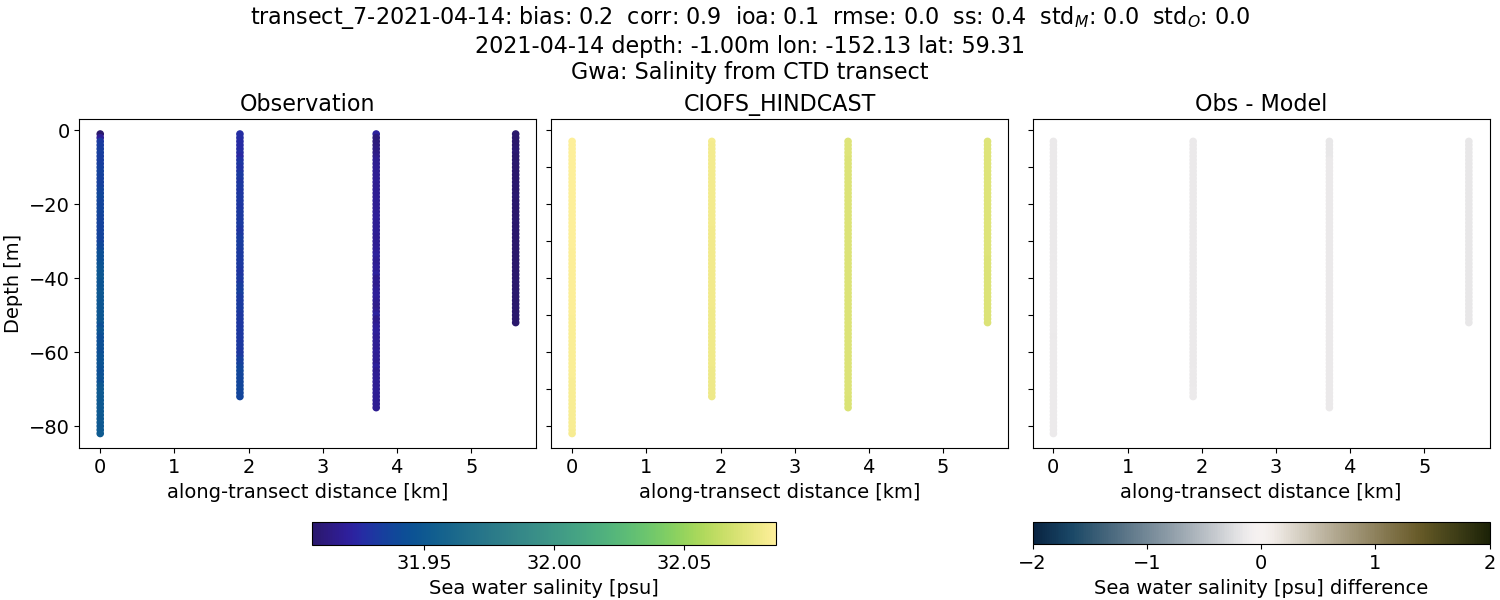 transect_7-2021-04-14: bias: 0.2  corr: 0.9  ioa: 0.1  rmse: 0.0  ss: 0.4  std_M: 0.0  std_O: 0.0
2021-04-14 depth: -1.00m lon: -152.13 lat: 59.31
Gwa: Salinity from CTD transect
Observation
CIOFS_HINDCAST
Obs - Model
Depth [m]
0
−20
−40
−60
−80
0 1 2 3 4 5
0 1 2 3 4 5
0 1 2 3 4 5
along-transect distance [km]
along-transect distance [km]
along-transect distance [km]
31.95 32.00 32.05
Sea water salinity [psu]
−2 −1 0 1 2
Sea water salinity [psu] difference